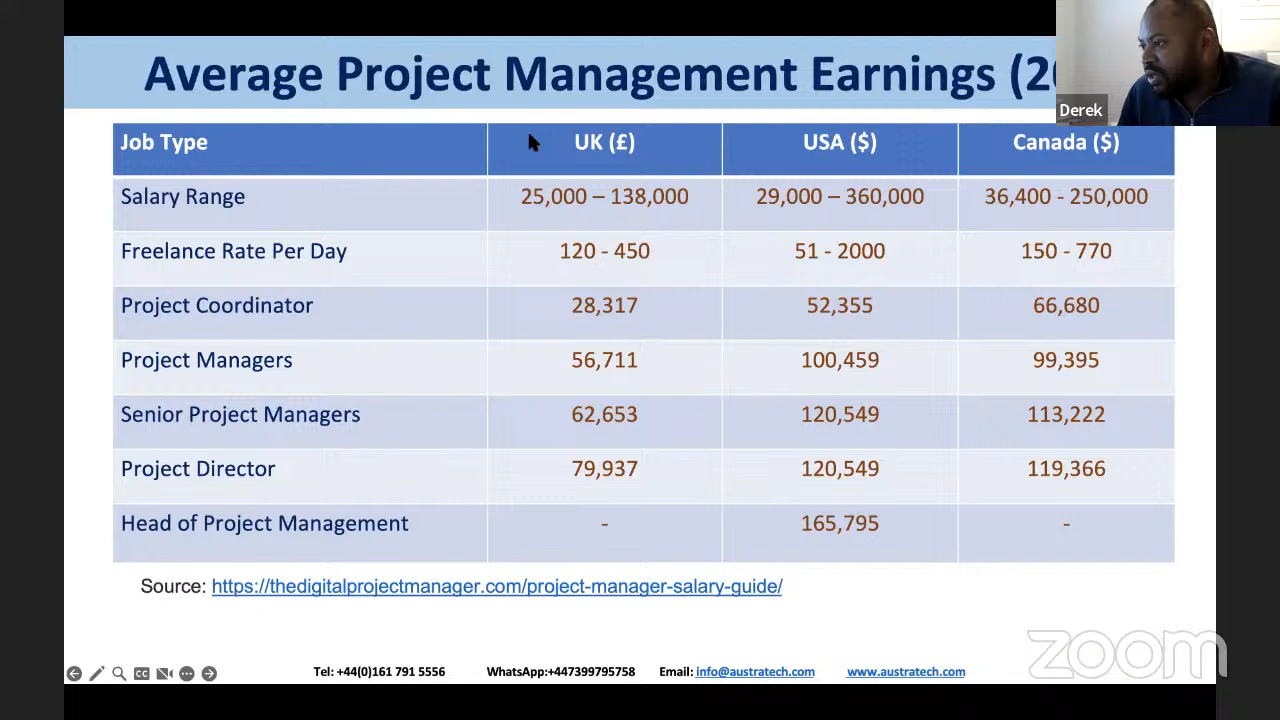 Average Project Management Earnings (20
Derek
Job Type UK (£) USA ($) Canada ($)
Salary Range 25,000 – 138,000 29,000 – 360,000 36,400 - 250,000
Freelance Rate Per Day 120 - 450 51 - 2000 150 - 770
Project Coordinator 28,317 52,355 66,680
Project Managers 56,711 100,459 99,395
Senior Project Managers 62,653 120,549 113,222
Project Director 79,937 120,549 119,366
Head of Project Management - 165,795 -
Source: https://thedigitalprojectmanager.com/project-manager-salary-guide/
zoom
CC Tel: +44(0)161 791 5556 WhatsApp:+447399795758 Email: info@austratech.com www.austratech.com